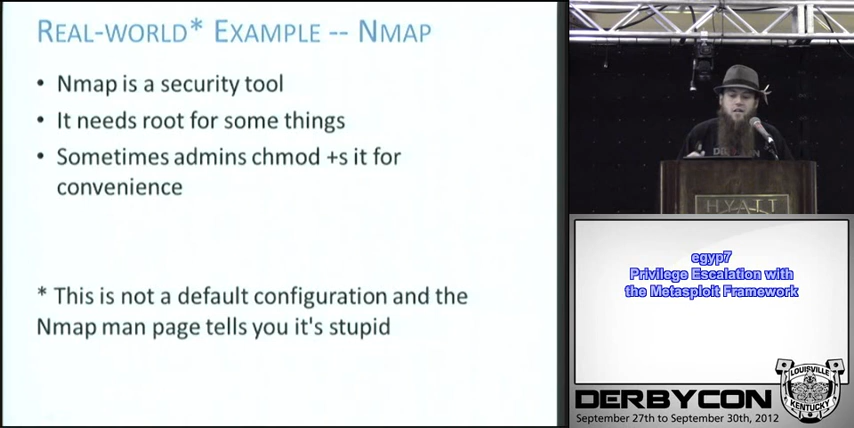 REAL-WORLD* EXAMPLE -- NMAP
• Nmap is a security tool
• It needs root for some things
• Sometimes admins chmod +s it for
convenience
* This is not a default configuration and the
Nmap man page tells you it's stupid
HYATT
egyp7
Privilege Escalation with
the Metasploit Framework
LOUISVILLE
KENTUCKY
DERBYCON
September 27th to September 30th, 2012